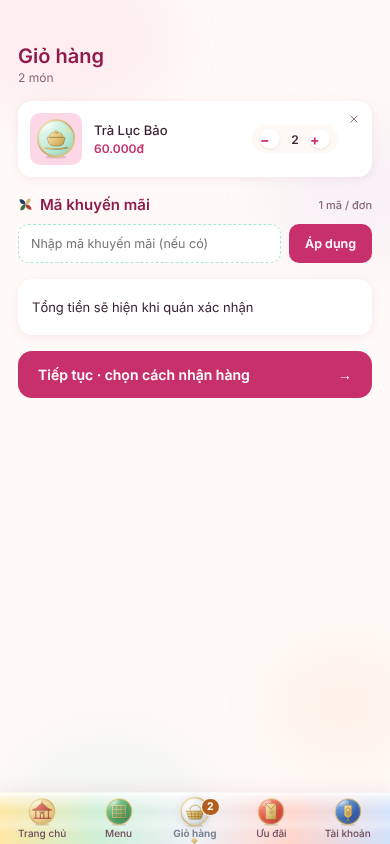 Giỏ hàng
2 món
Trà Lục Bảo
60.000đ
− 2 +
Mã khuyến mãi
1 mã / đơn
Nhập mã khuyến mãi (nếu có)
Áp dụng
Tổng tiền sẽ hiện khi quán xác nhận
Tiếp tục · chọn cách nhận hàng →
2
Trang chủ
Menu
Giỏ hàng
Ưu đãi
Tài khoản